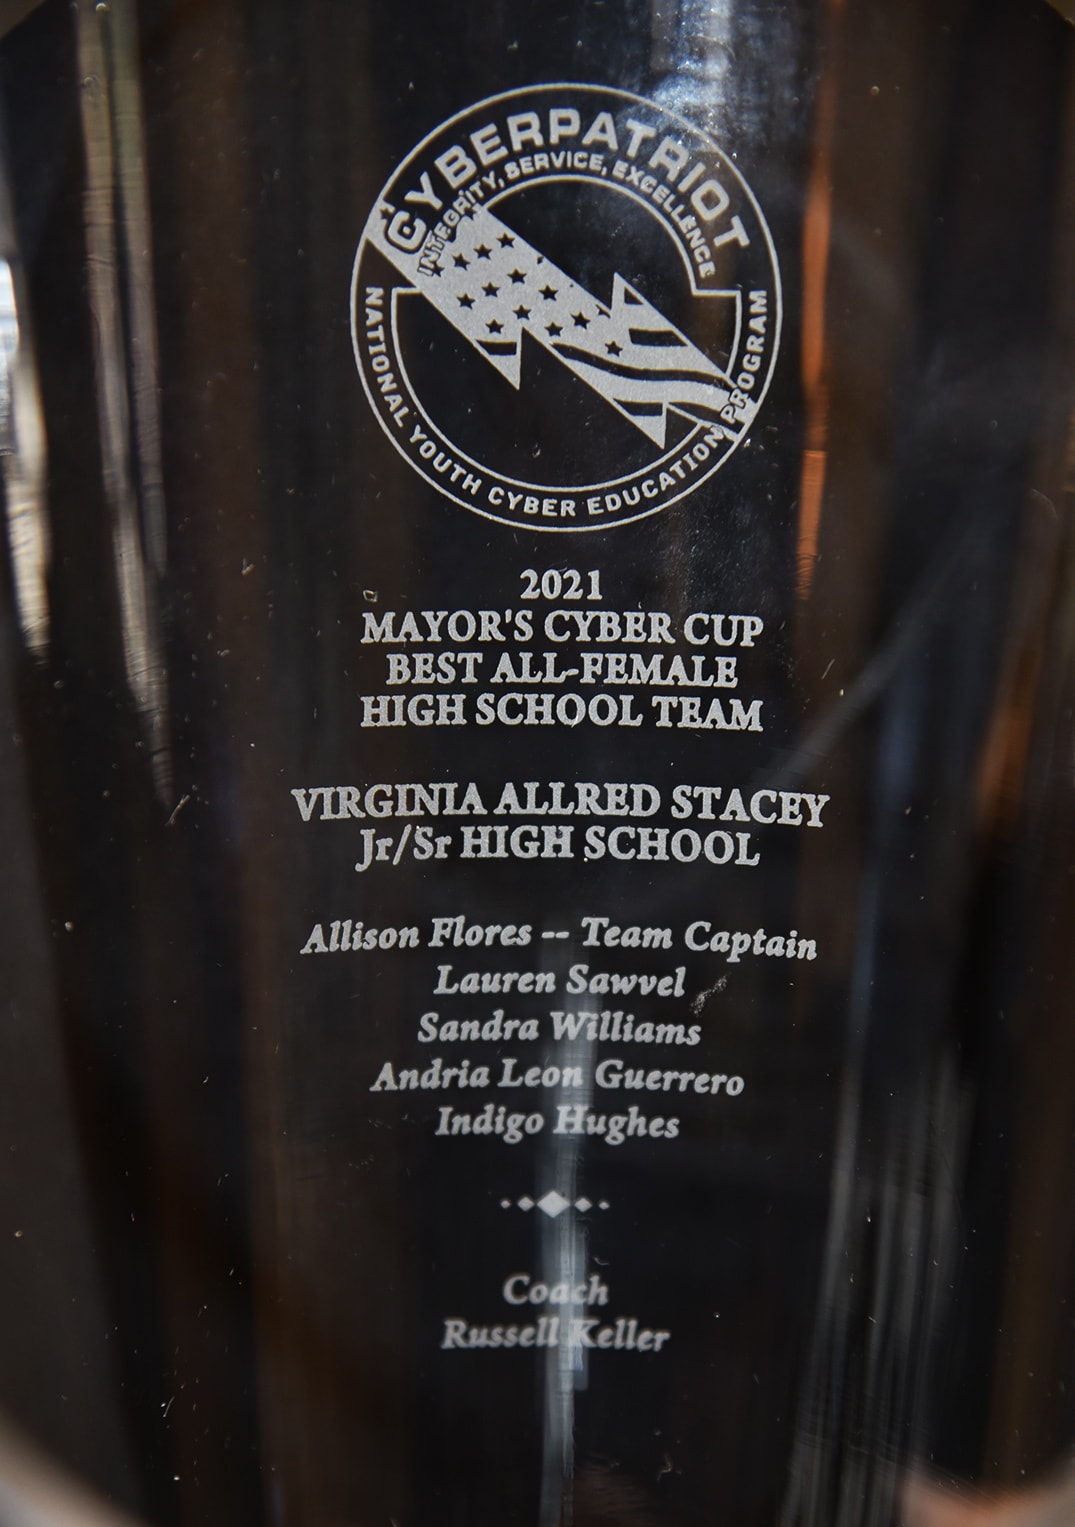 CYBERPATRIOT
INTEGRITY, SERVICE, EXCELLENCE
NATIONAL YOUTH CYBER EDUCATION PROGRAM
2021
MAYOR'S CYBER CUP
BEST ALL-FEMALE
HIGH SCHOOL TEAM
VIRGINIA ALLRED STACEY
Jr/Sr HIGH SCHOOL
Allison Flores -- Team Captain
Lauren Sawvel
Sandra Williams
Andria Leon Guerrero
Indigo Hughes
Coach
Russell Keller